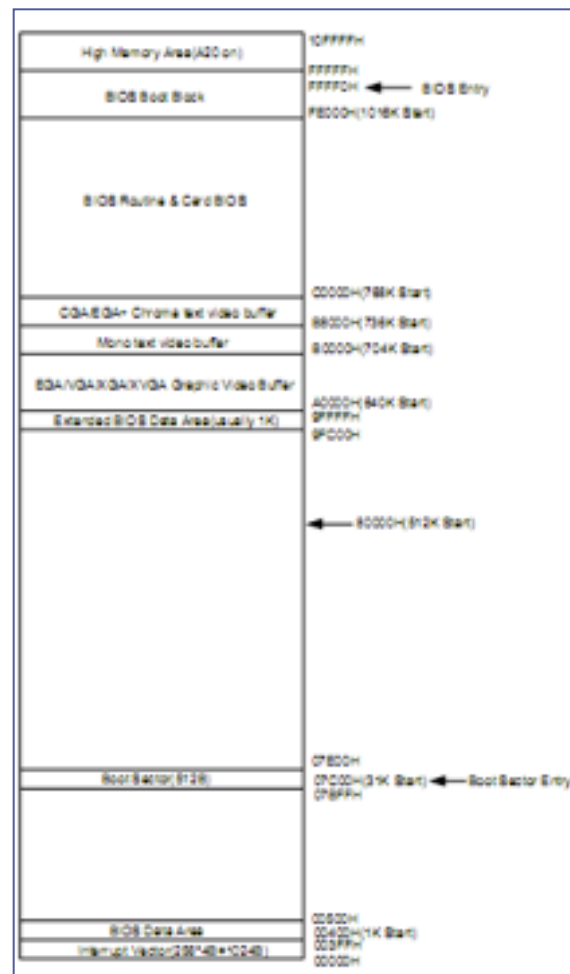 10FFFFH
High Memory Area(A20 on)
FFFFFH
FFFF0H
BIOS Entry
BIOS Boot Block
FE000H(1016K Start)
BIOS Routine & Card BIOS
C0000H(768K Start)
CGA/EGA+ Chroma text video buffer
B8000H(736K Start)
Mono text video buffer
B0000H(704K Start)
EGA/VGA/XGA/XVGA Graphic Video Buffer
A0000H(640K Start)
9FFFFH
Extended BIOS Data Area(usually 1K)
9FC00H
80000H(512K Start)
07E00H
Boot Sector(512B)
07C00H(31K Start)
Boot Sector Entry
07BFFH
00500H
BIOS Data Area
00400H(1K Start)
003FFH
Interrupt Vector(256*4B=1024B)
00000H